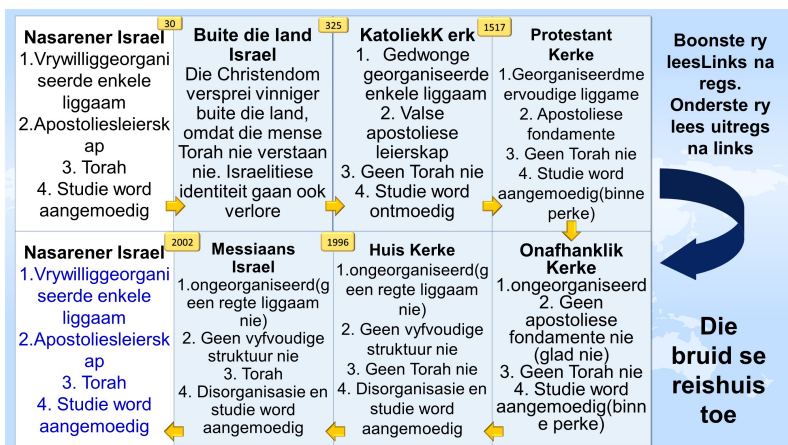 Nasarener Israel
1.Vrywilliggeorgani
seerde enkele
liggaam
2.Apostoliesleiersk
ap
3. Torah
4. Studie word
aangemoedig
30
Buite die land
Israel
Die Christendom
versprei vinniger
buite die land,
omdat die mense
Torah nie verstaan
nie. Israelitiese
identiteit gaan ook
verlore
325
KatoliekK erk
1. Gedwonge
georganiseerde
enkele liggaam
2. Valse
apostoliese
leierskap
3. Geen Torah nie
4. Studie word
ontmoedig
1517
Protestant
Kerke
1.Georganiseerdme
ervoudige liggame
2. Apostoliese
fondamente
3. Geen Torah nie
4. Studie word
aangemoedig(binne
perke)
Boonste ry
leesLinks na
regs.
Onderste ry
lees uitregs
na links
Nasarener Israel
1.Vrywilliggeorgani
seerde enkele
liggaam
2.Apostoliesleiersk
ap
3. Torah
4. Studie word
aangemoedig
2002
Messiaans
Israel
1.ongeorganiseerd(g
een regte liggaam
nie)
2. Geen vyfvoudige
struktuur nie
3. Torah
4. Disorganisasie en
studie word
aangemoedig
1996
Huis Kerke
1.ongeorganiseerd(g
een regte liggaam
nie)
2. Geen vyfvoudige
struktuur nie
3. Geen Torah nie
4. Disorganisasie en
studie word
aangemoedig
Onafhanklik
Kerke
1.ongeorganiseerd
2. Geen
apostoliese
fondamente nie
(glad nie)
3. Geen Torah nie
4. Studie word
aangemoedig(binn
e perke)
Die
bruid se
reishuis
toe